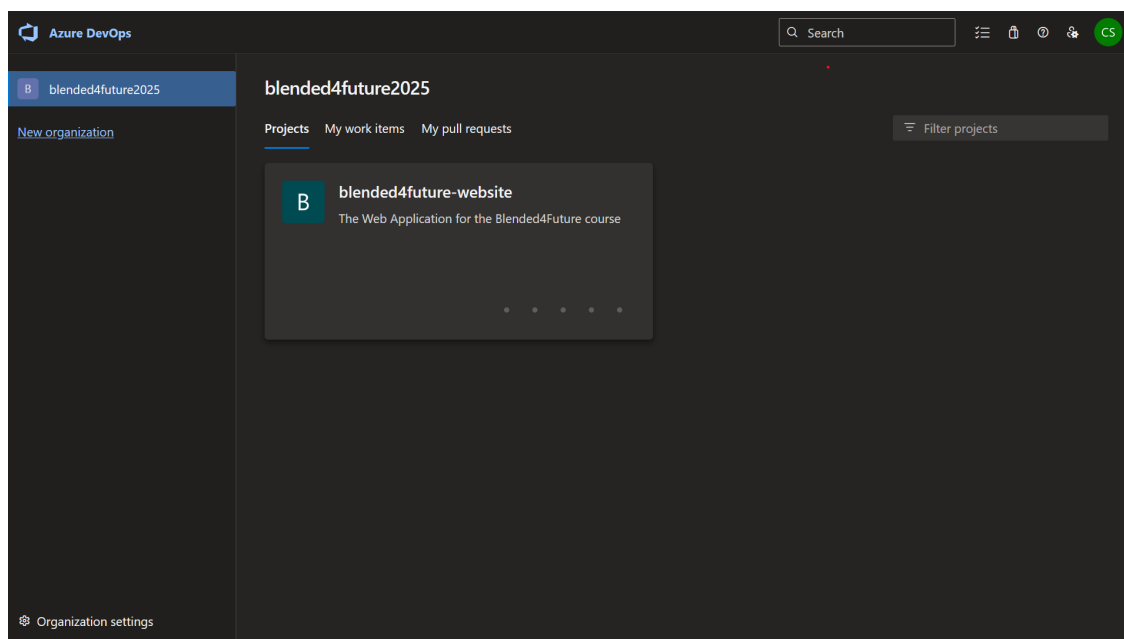 Azure DevOps
Search
CS
B blended4future2025
New organization
blended4future2025
Projects My work items My pull requests
Filter projects
B
blended4future-website
The Web Application for the Blended4Future course
Organization settings